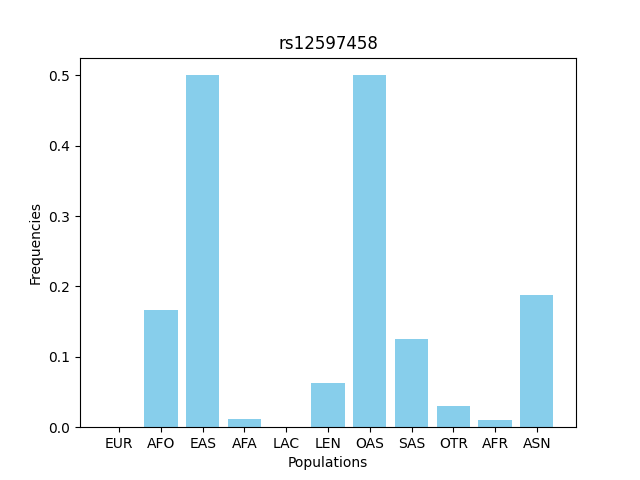 rs12597458
0.5
0.4
0.3
0.2
0.1
0.0
Frequencies
EUR AFO EAS AFA LAC LEN OAS SAS OTR AFR ASN
Populations